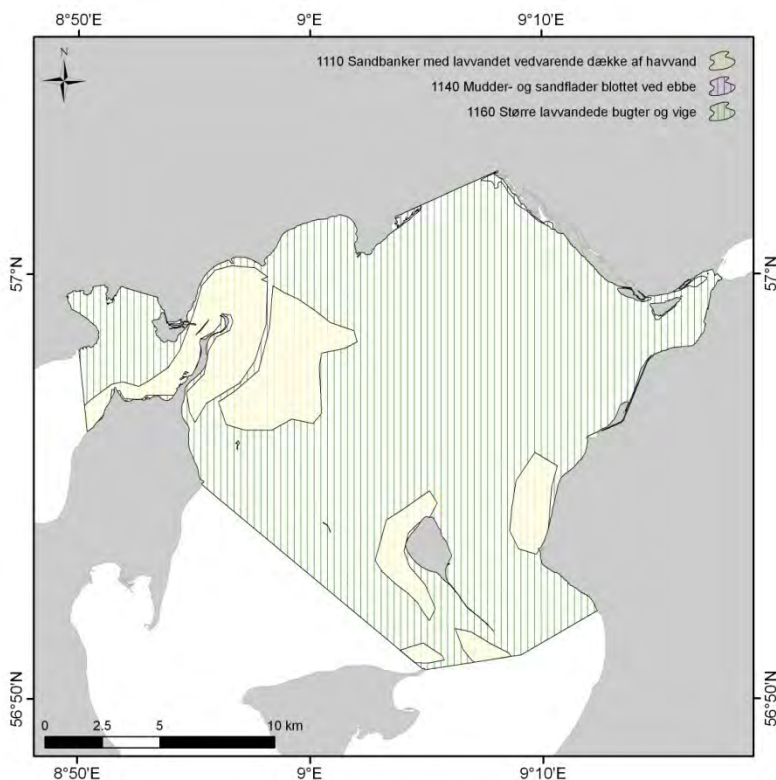 8°50'E 9°0'E 9°10'E
N
1110 Sandbanker med lavvandet vedvarende dække af havvand
1140 Mudder- og sandflader blottet ved ebbe
1160 Større lavvandede bugter og vige
57°N 57°N
56°50'N 56°50'N
0 2.5 5 10 km
8°50'E 9°0'E 9°10'E